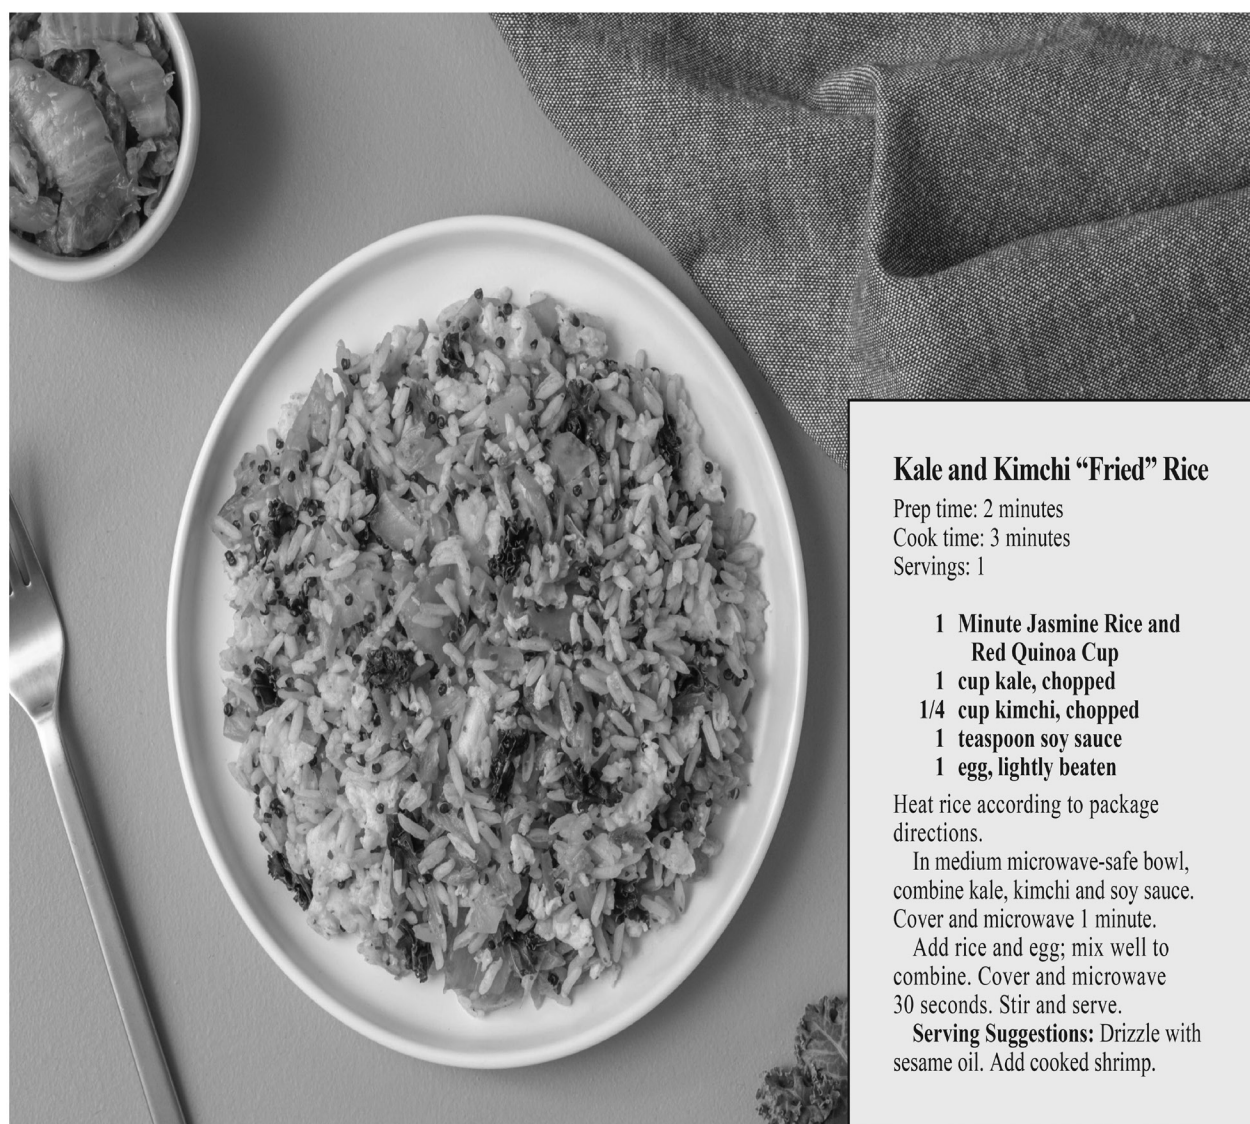 Kale and Kimchi “Fried” Rice
Prep time: 2 minutes
Cook time: 3 minutes
Servings: 1
1 Minute Jasmine Rice and
Red Quinoa Cup
1 cup kale, chopped
1/4 cup kimchi, chopped
1 teaspoon soy sauce
1 egg, lightly beaten
Heat rice according to package
directions.
In medium microwave-safe bowl,
combine kale, kimchi and soy sauce.
Cover and microwave 1 minute.
Add rice and egg; mix well to
combine. Cover and microwave
30 seconds. Stir and serve.
Serving Suggestions: Drizzle with
sesame oil. Add cooked shrimp.